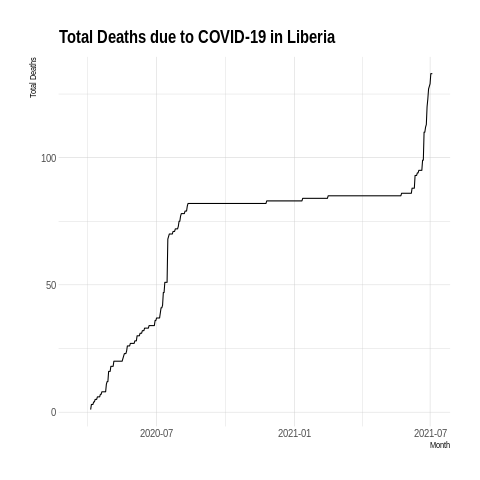 Total Deaths due to COVID-19 in Liberia
Total Deaths
100
50
0
2020-07
2021-01
2021-07
Month